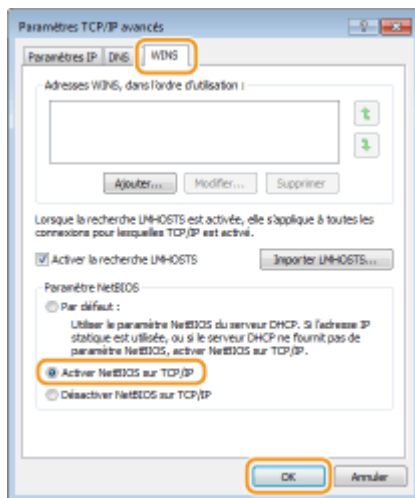 Paramètres TCP/IP avancés
Paramètres IP DNS WINS
Adresses WINS, dans l'ordre d'utilisation :
Ajouter... Modifier... Supprimer
Lorsque la recherche LMHOSTS est activée, elle s'applique à toutes les
connexions pour lesquelles TCP/IP est activé.
Activer la recherche LMHOSTS Importer LMHOSTS...
Paramètre NetBIOS
Par défaut :
Utiliser le paramètre NetBIOS du serveur DHCP. Si l'adresse IP
statique est utilisée, ou si le serveur DHCP ne fournit pas de
paramètre NetBIOS, activer NetBIOS sur TCP/IP.
Activer NetBIOS sur TCP/IP
Désactiver NetBIOS sur TCP/IP
OK Annuler